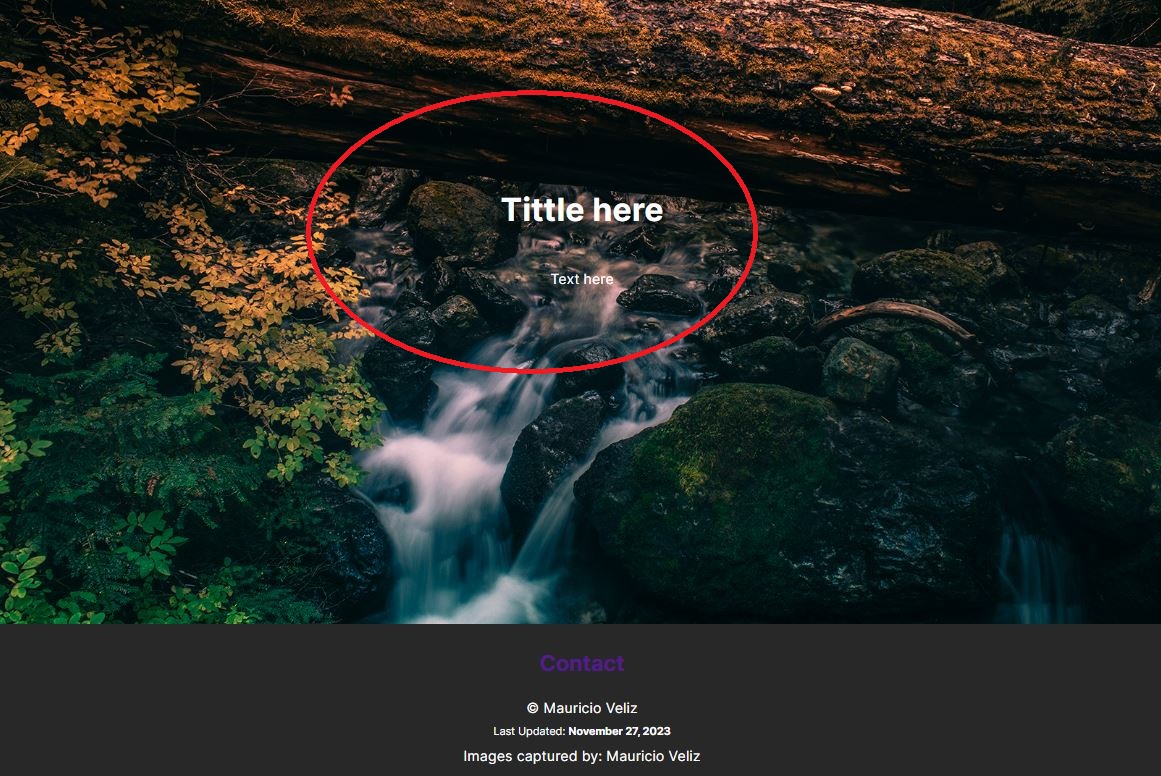 Tittle here
Text here
Contact
© Mauricio Veliz
Last Updated: November 27, 2023
Images captured by: Mauricio Veliz